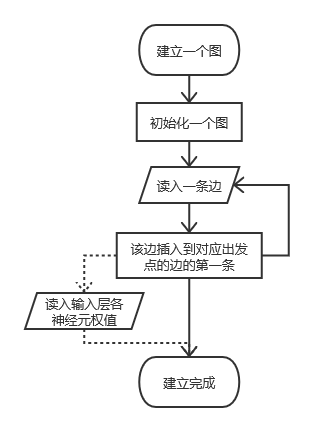 建立一个图
初始化一个图
读入一条边
该边插入到对应出发
点的边的第一条
读入输入层各
神经元权值
建立完成